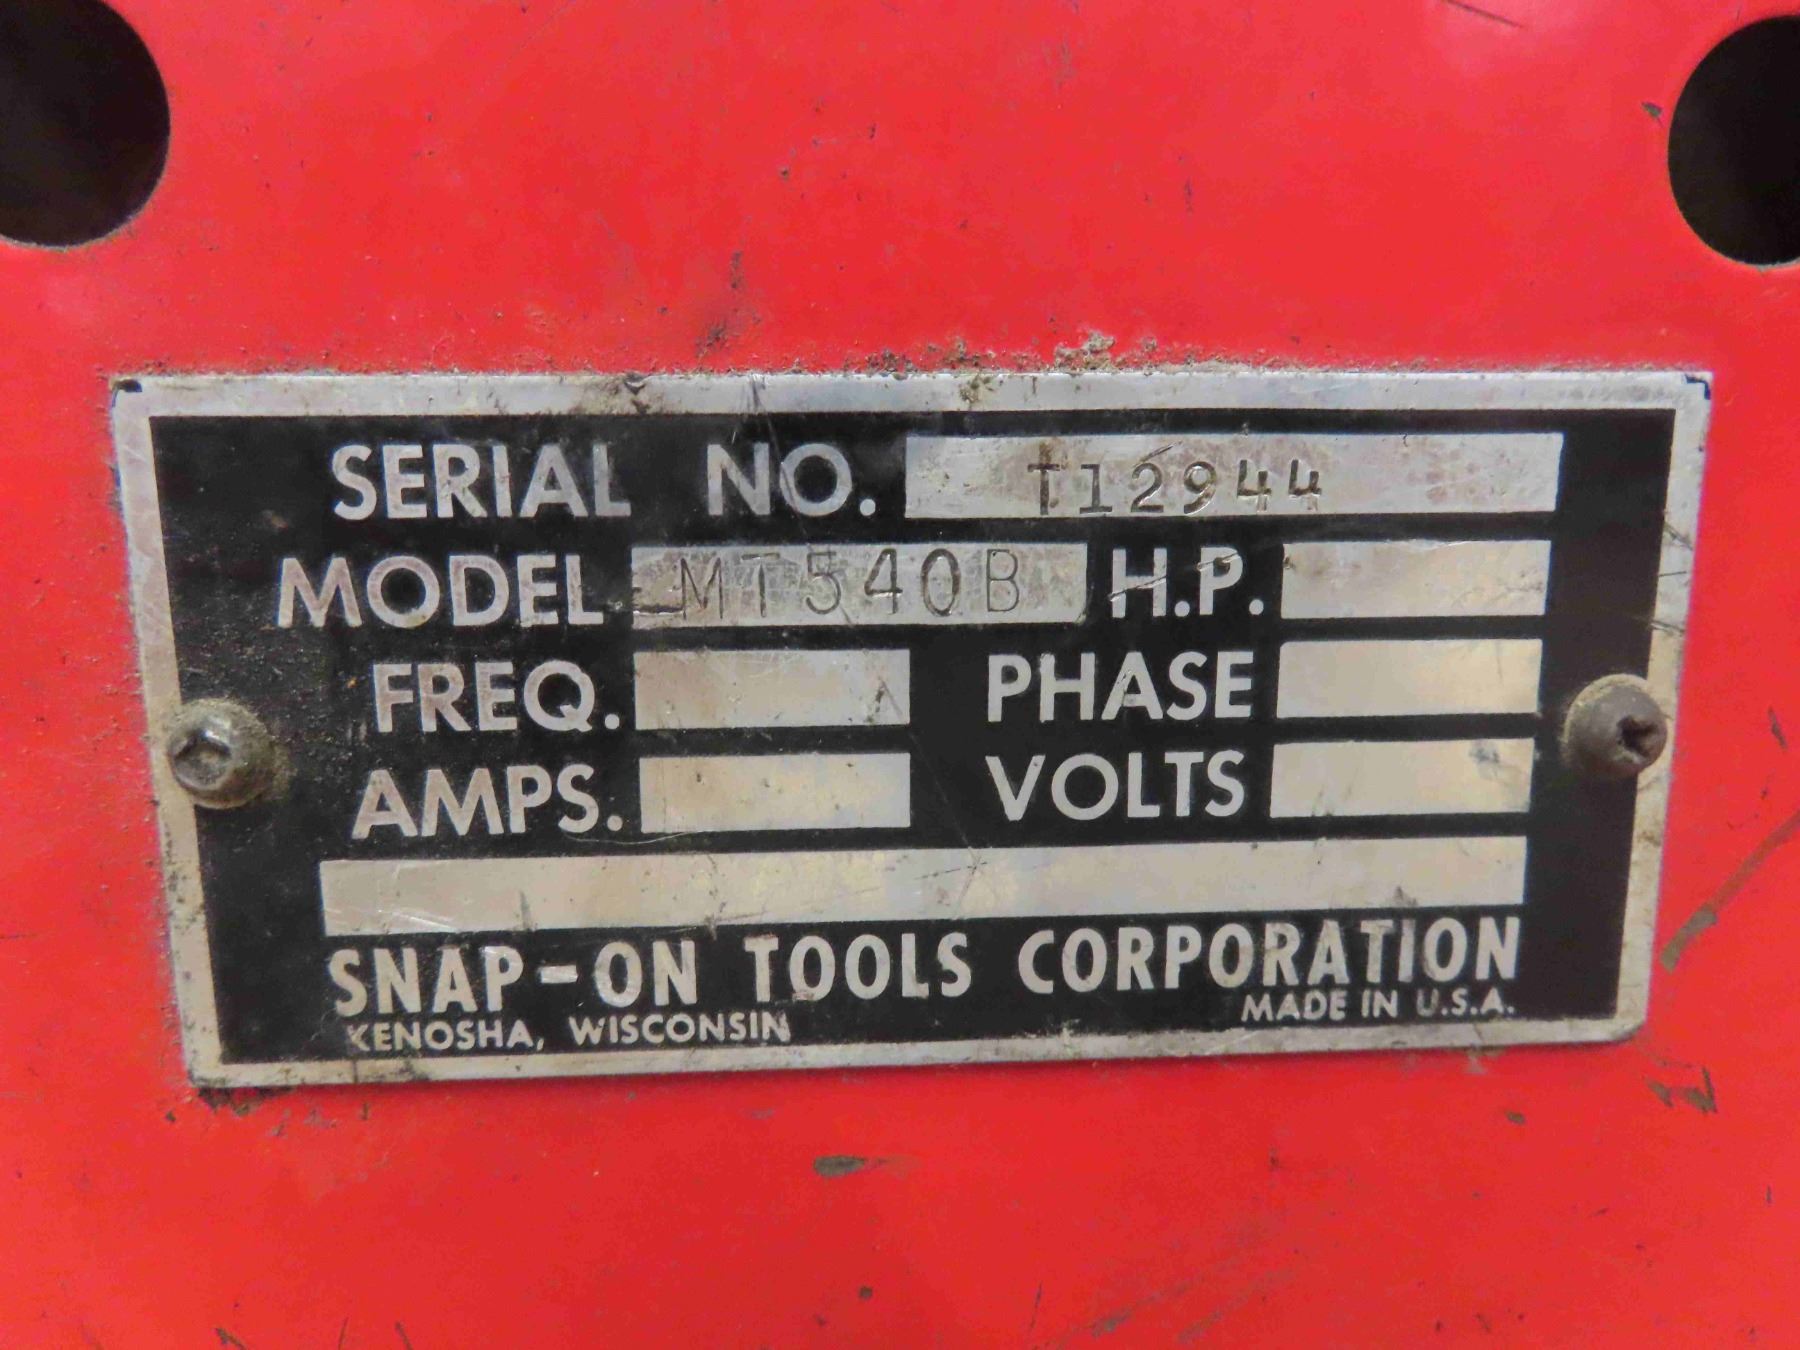 SERIAL NO. T12944
MODEL MT540B H.P.
FREQ. PHASE
AMPS. VOLTS
SNAP-ON TOOLS CORPORATION
KENOSHA, WISCONSIN MADE IN U.S.A.